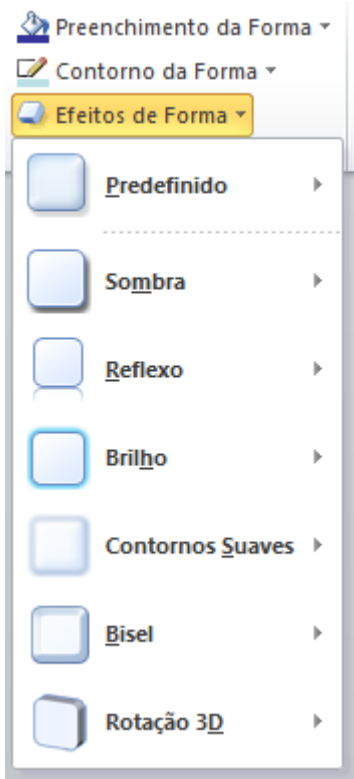 Preenchimento da Forma
Contorno da Forma
Efeitos de Forma
Predefinido
Sombra
Reflexo
Brilho
Contornos Suaves
Bisel
Rotação 3D